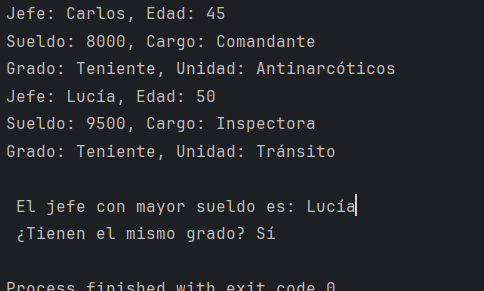 Jefe: Carlos, Edad: 45
Sueldo: 8000, Cargo: Comandante
Grado: Teniente, Unidad: Antinarcóticos
Jefe: Lucía, Edad: 50
Sueldo: 9500, Cargo: Inspectora
Grado: Teniente, Unidad: Tránsito
El jefe con mayor sueldo es: Lucía
¿Tienen el mismo grado? Sí
Process finished with exit code 0